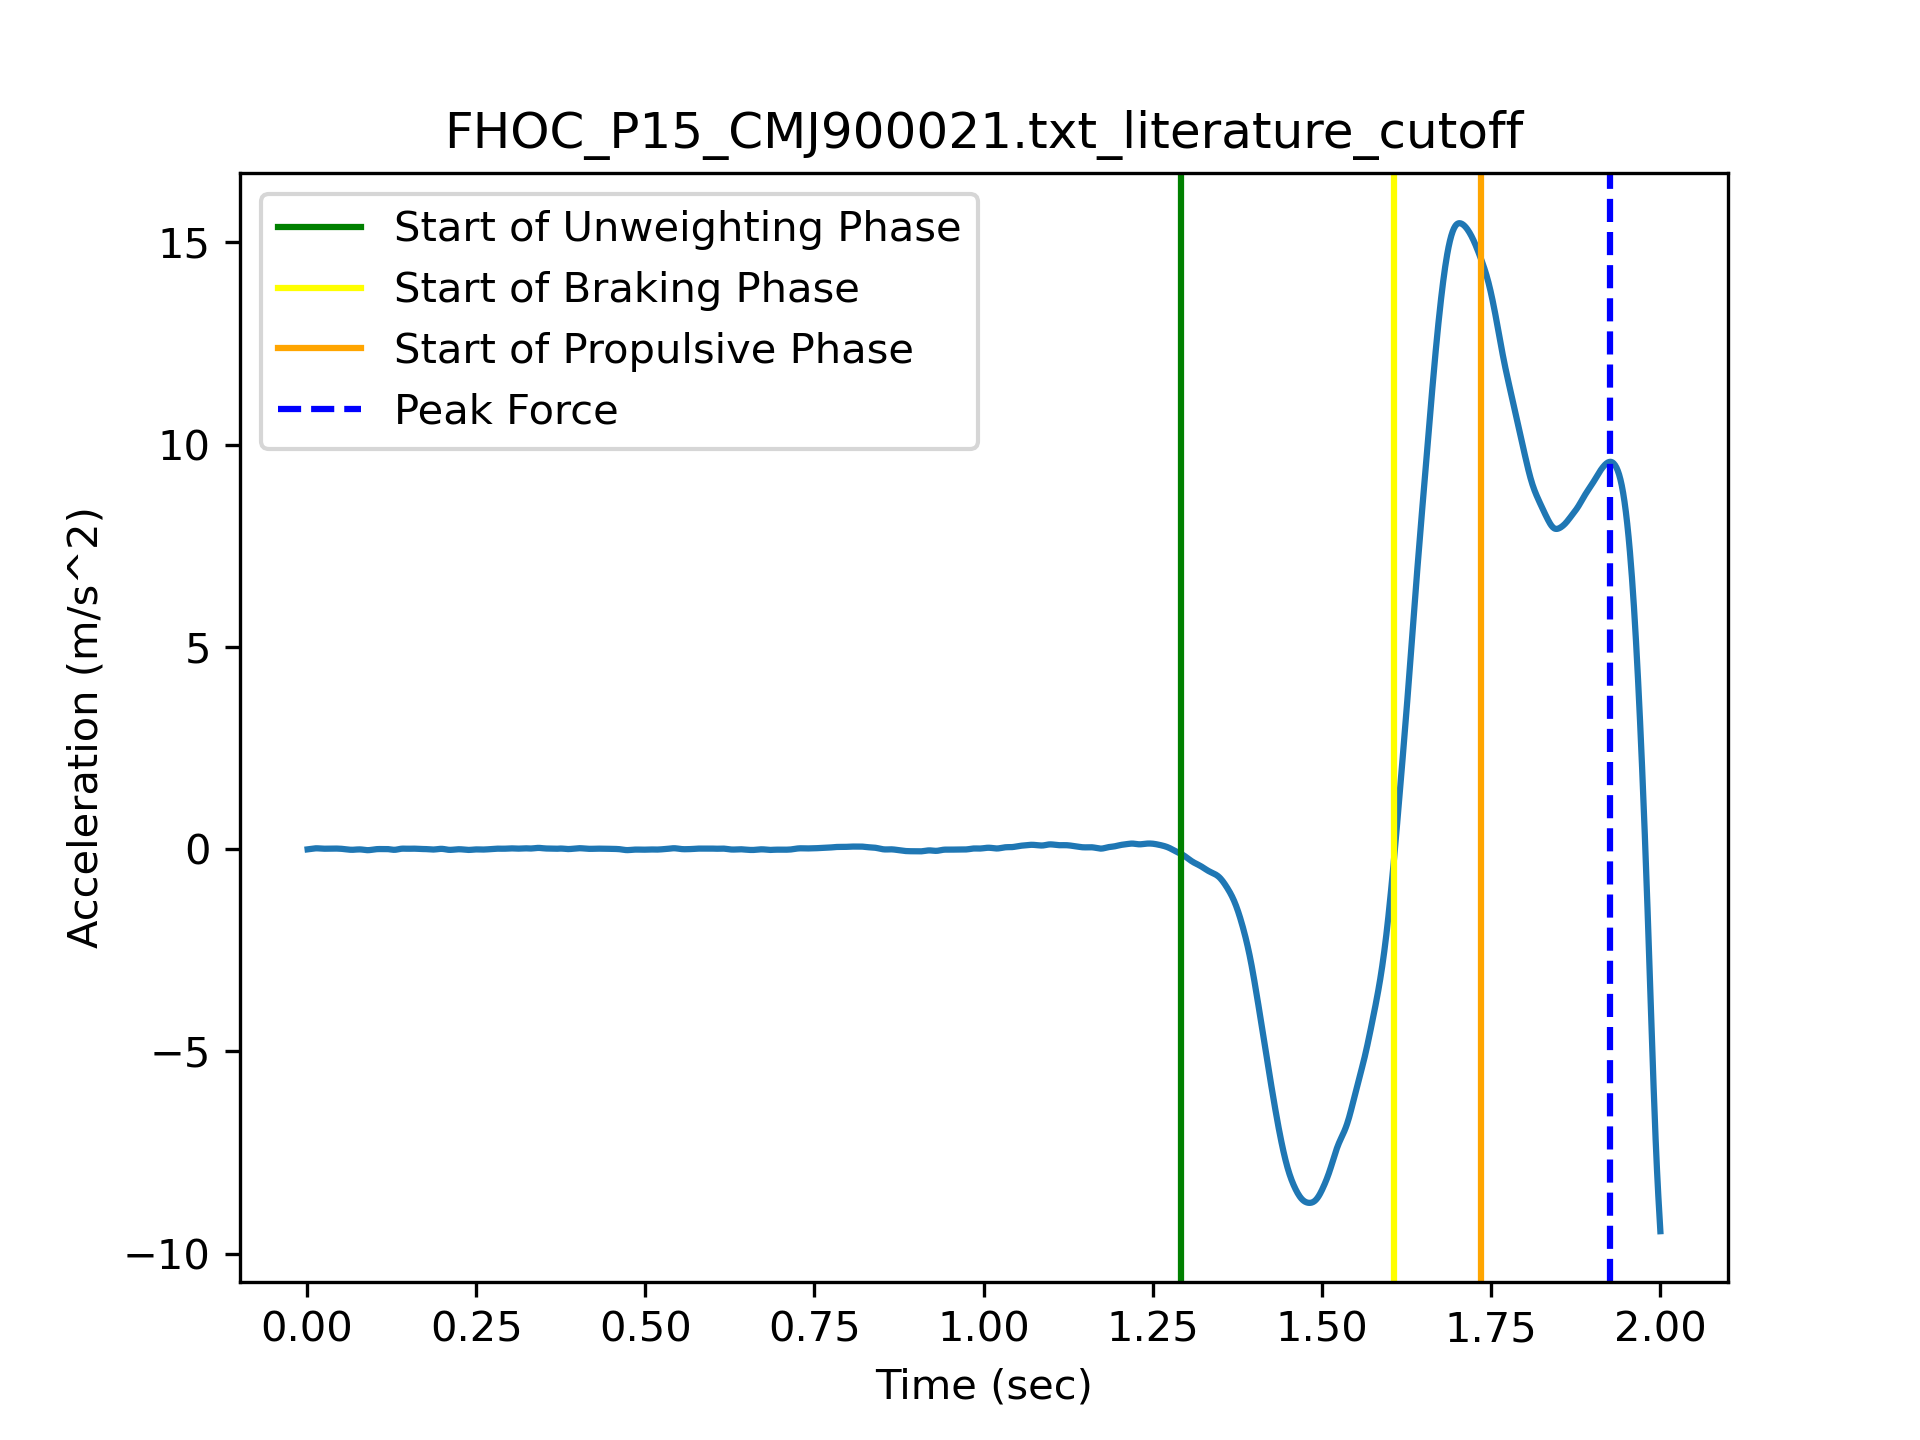 FHOC_P15_CMJ900021.txt_literature_cutoff
Start of Unweighting Phase
Start of Braking Phase
Start of Propulsive Phase
Peak Force
Acceleration (m/s^2)
15
10
5
0
−5
−10
0.00 0.25 0.50 0.75 1.00 1.25 1.50 1.75 2.00
Time (sec)